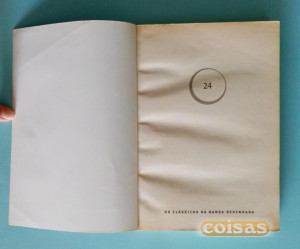 24
OS CLÁSSICOS DA BANDA DESENHADA
coisas